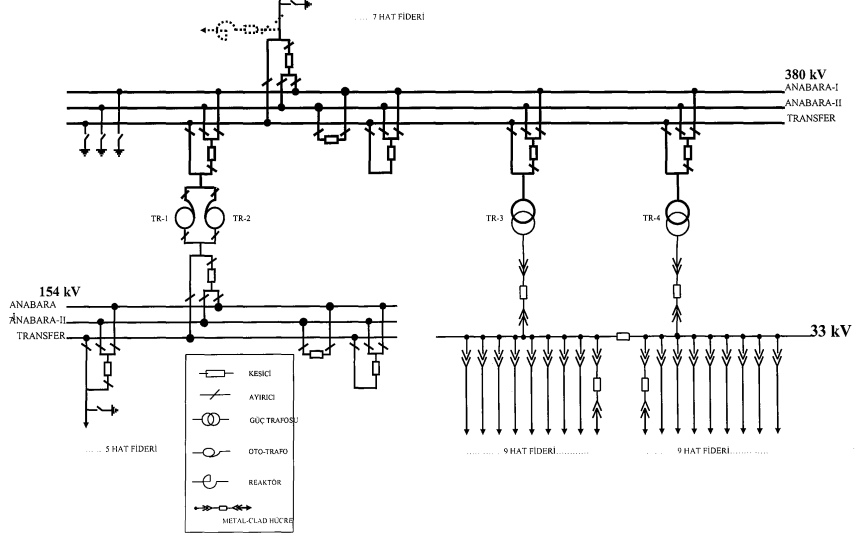 ..... 7 HAT FİDERİ
380 kV
ANABARA-I
ANABARA-II
TRANSFER
TR-1
TR-2
TR-3
TR-4
154 kV
ANABARA
ANABARA-II
TRANSFER
33 kV
KESİCİ
AYIRICI
GÜÇ TRAFOSU
OTO-TRAFO
REAKTÖR
METAL-CLAD HÜCRE
..... 5 HAT FİDERİ
............ 9 HAT FİDERİ............
............ 9 HAT FİDERİ............